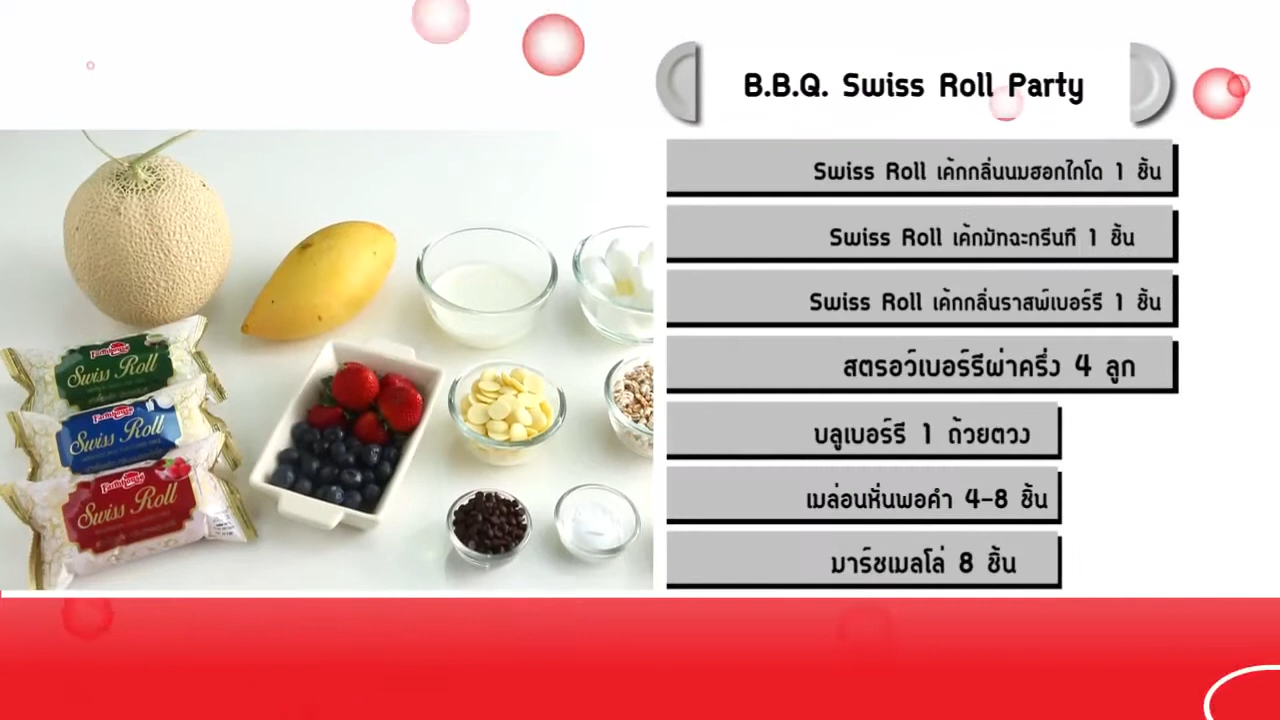 B.B.Q. Swiss Roll Party
Swiss Roll เค้กกลิ่นนมฮอกไกโด 1 ชิ้น
Swiss Roll เค้กมัทฉะกรีนที 1 ชิ้น
Swiss Roll เค้กกลิ่นราสพ์เบอร์รี 1 ชิ้น
สตรอว์เบอร์รีผ่าครึ่ง 4 ลูก
บลูเบอร์รี 1 ถ้วยตวง
เมล่อนหั่นพอคำ 4-8 ชิ้น
มาร์ชเมลโล่ 8 ชิ้น
Farmhouse
Swiss Roll
Farmhouse
Swiss Roll
Farmhouse
Swiss Roll